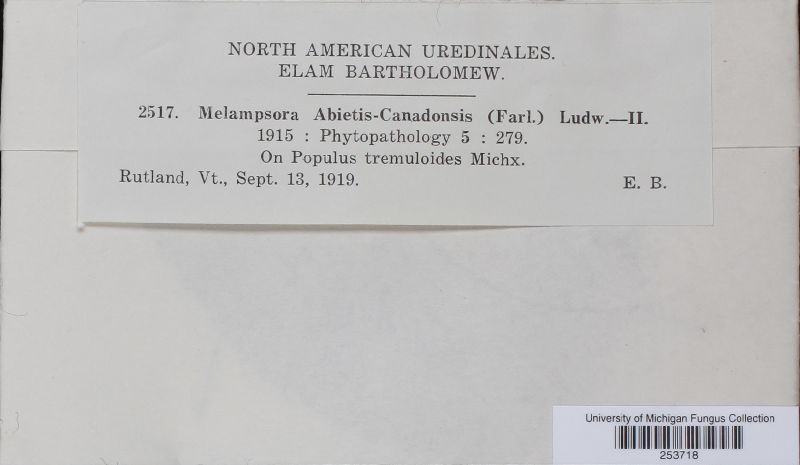 NORTH AMERICAN UREDINALES.
ELAM BARTHOLOMEW.
2517. Melampsora Abietis-Canadonsis (Farl.) Ludw.—II.
1915 : Phytopathology 5 : 279.
On Populus tremuloides Michx.
Rutland, Vt., Sept. 13, 1919. E. B.
University of Michigan Fungus Collection
253718